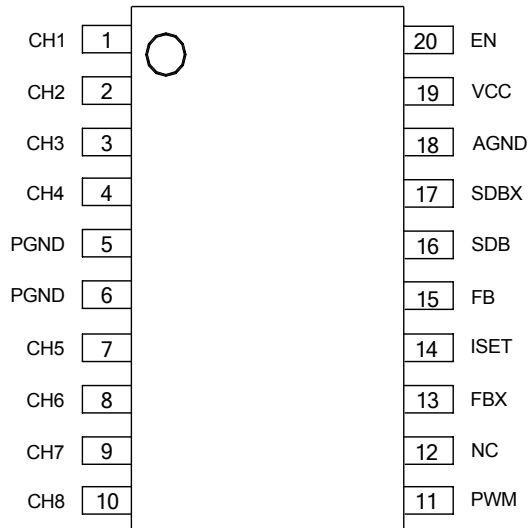 CH1 1 20 EN
CH2 2 19 VCC
CH3 3 18 AGND
CH4 4 17 SDBX
PGND 5 16 SDB
PGND 6 15 FB
CH5 7 14 ISET
CH6 8 13 FBX
CH7 9 12 NC
CH8 10 11 PWM